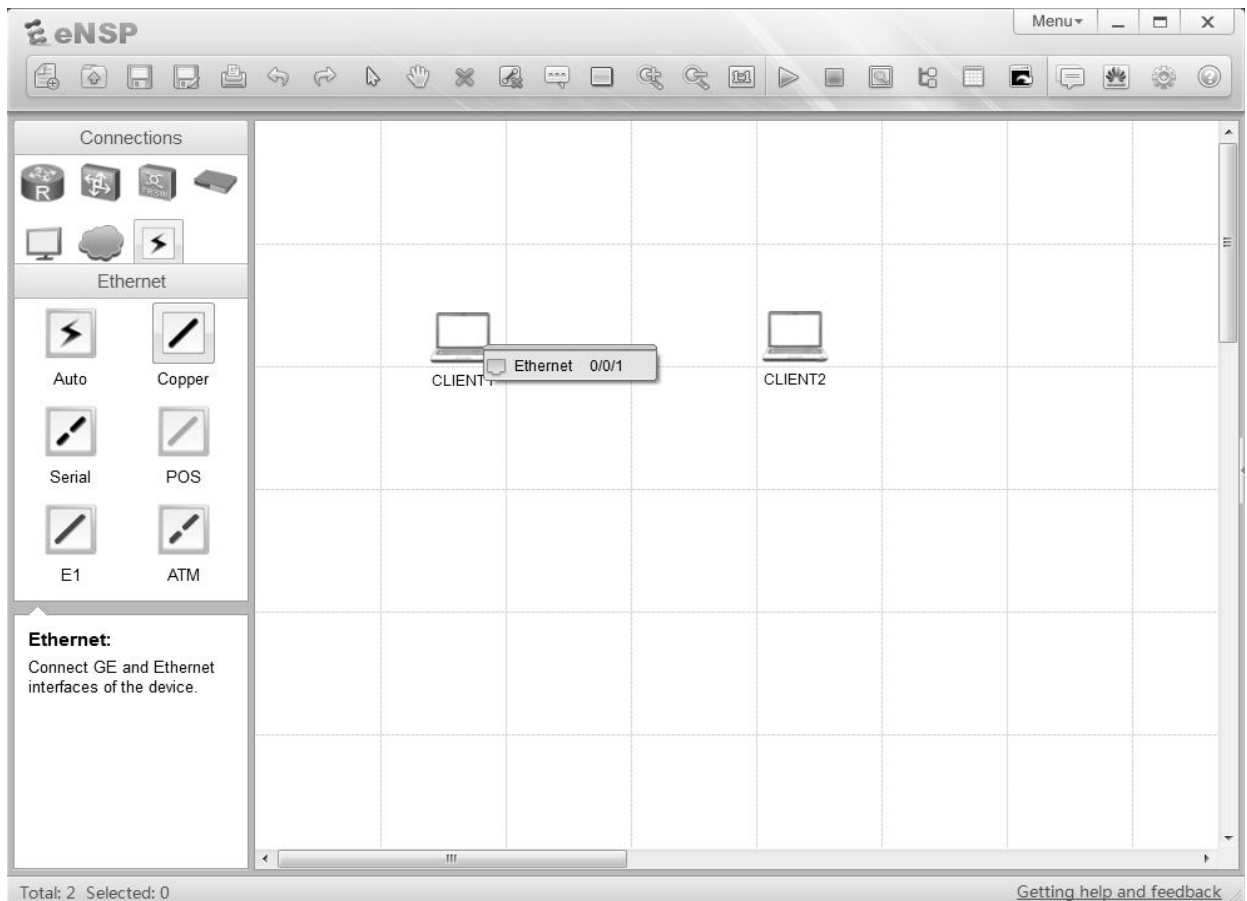 eNSP
Menu
Connections
R
Ethernet
Auto Copper
Serial POS
E1 ATM
Ethernet:
Connect GE and Ethernet
interfaces of the device.
Ethernet 0/0/1
CLIENT1
CLIENT2
Total: 2 Selected: 0
Getting help and feedback